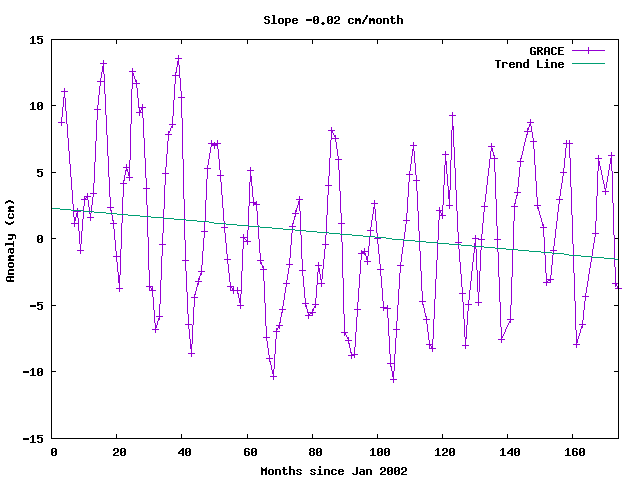 Slope -0.02 cm/month
GRACE
Trend Line
15
10
5
0
-5
-10
-15
Anomaly (cm)
0 20 40 60 80 100 120 140 160
Months since Jan 2002